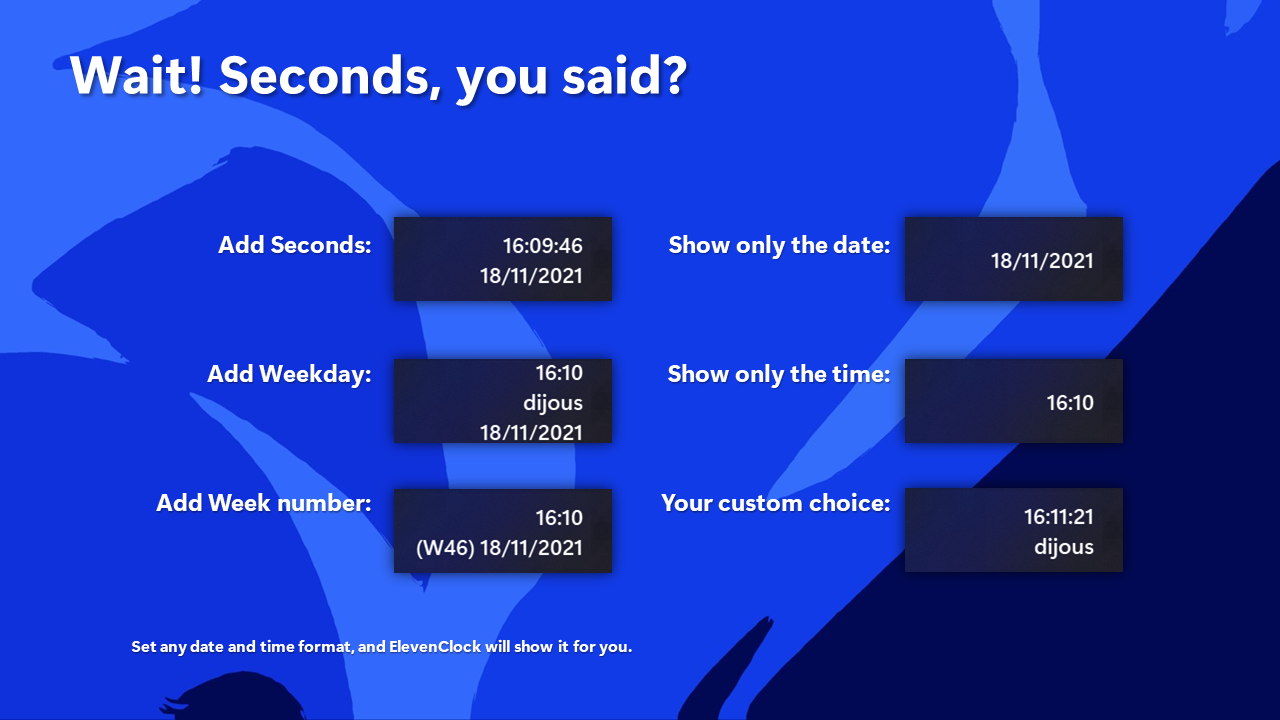 Wait! Seconds, you said?
Add Seconds:
16:09:46
18/11/2021
Show only the date:
18/11/2021
Add Weekday:
16:10
dijous
18/11/2021
Show only the time:
16:10
Add Week number:
16:10
(W46) 18/11/2021
Your custom choice:
16:11:21
dijous
Set any date and time format, and ElevenClock will show it for you.